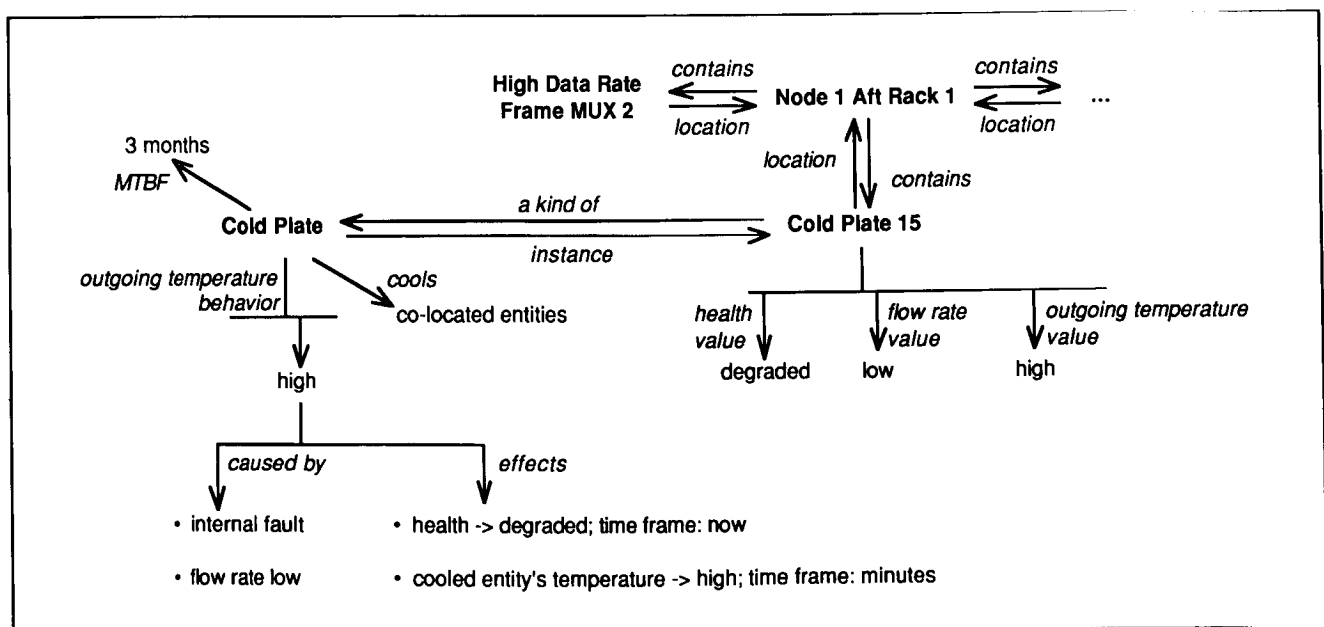 contains
contains
High Data Rate
Frame MUX 2
Node 1 Aft Rack 1
...
location
location
3 months
MTBF
location
contains
a kind of
Cold Plate
Cold Plate 15
instance
outgoing temperature
behavior
cools
co-located entities
health
value
flow rate
value
outgoing temperature
value
degraded
low
high
high
caused by
effects
• internal fault
• health -> degraded; time frame: now
• flow rate low
• cooled entity's temperature -> high; time frame: minutes